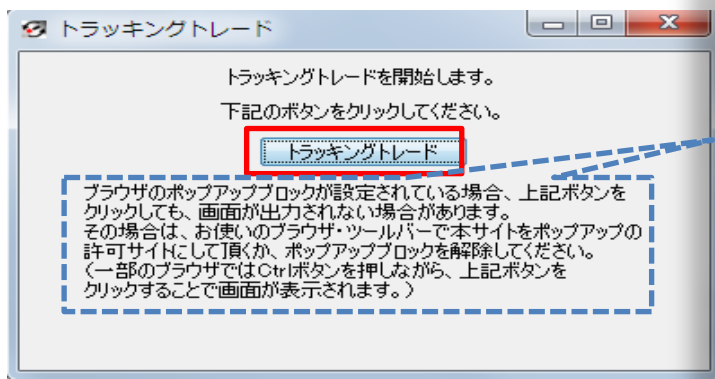 トラッキングトレード
トラッキングトレードを開始します。
下記のボタンをクリックしてください。
トラッキングトレード
ブラウザのポップアップブロックが設定されている場合、上記ボタンを
クリックしても、画面が出力されない場合があります。
その場合は、お使いのブラウザ・ツールバーで本サイトをポップアップの
許可サイトにして頂くか、ポップアップブロックを解除してください。
(一部のブラウザではCtrlボタンを押しながら、上記ボタンを
クリックすることで画面が表示されます。)